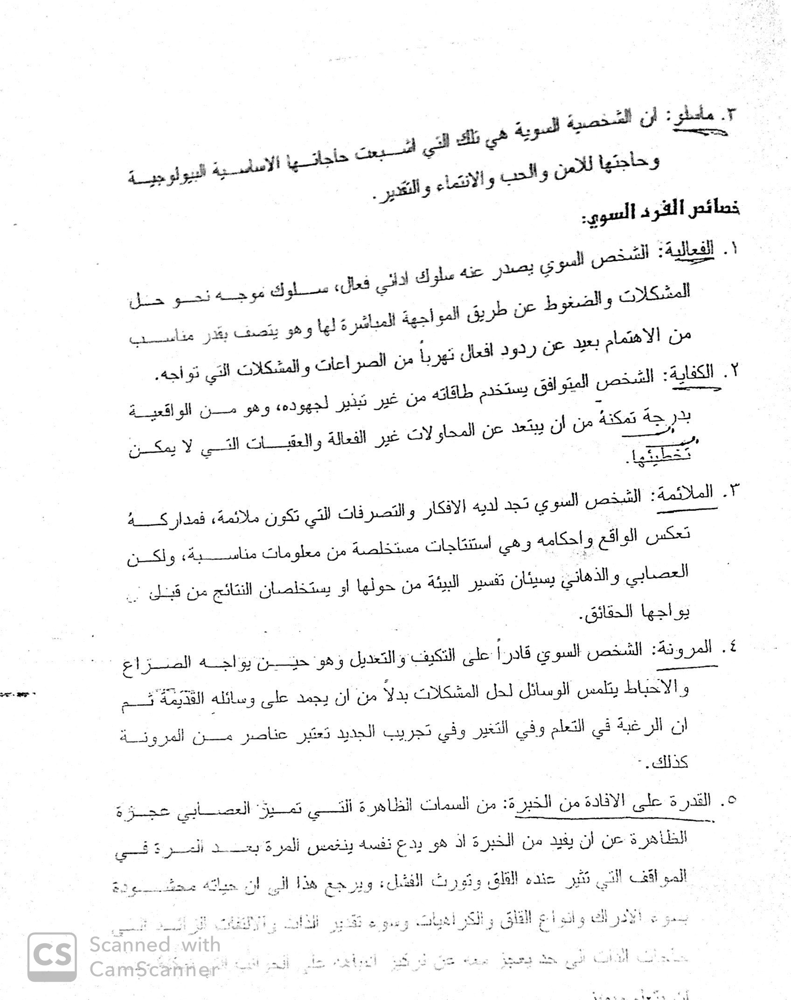 ٣. ماسلو: ان الشخصية السوية هي تلك التي اشبعت حاجاتها الاساسية البيولوجية
وحاجتها للامن والحب والانتماء والتقدير.
خصائص الفرد السوي:
١. الفعالية: الشخص السوي يصدر عنه سلوك ادائي فعال، سلوك موجه نحو حل
المشكلات والضغوط عن طريق المواجهة المباشرة لها وهو يتصف بقدر مناسب
من الاهتمام بعيد عن ردود افعال تهرباً من الصراعات والمشكلات التي تواجه.
٢. الكفاية: الشخص المتوافق يستخدم طاقاته من غير تبذير لجهوده، وهو من الواقعية
بدرجة تمكنهُ من ان يبتعد عن المحاولات غير الفعالة والعقبات التي لا يمكن
تخطيئها.
٣. الملائمة: الشخص السوي تجد لديه الافكار والتصرفات التي تكون ملائمة، فمداركهُ
تعكس الواقع واحكامه وهي استنتاجات مستخلصة من معلومات مناسبة، ولكن
العصابي والذهاني يسيئان تفسير البيئة من حولها او يستخلصان النتائج من قبل
يواجها الحقائق.
٤. المرونة: الشخص السوي قادراً على التكيف والتعديل وهو حين يواجه الصراع
والاحباط يتلمس الوسائل لحل المشكلات بدلاً من ان يجمد على وسائله القديمة ثم
ان الرغبة في التعلم وفي التغير وفي تجريب الجديد تعتبر عناصر من المرونة
كذلك.
٥. القدرة على الافادة من الخبرة: من السمات الظاهرة التي تميز العصابي عجزة
الظاهرة عن ان يفيد من الخبرة اذ هو يدع نفسه ينغمس المرة بعد المرة في
المواقف التي تثير عنده القلق وتورث الفشل، ويرجع هذا الى ان حياته محشودة
بسوء الادراك وانواع القلق والكراهيات وسوء تقدير الذات والالتفات الزائد الى
حاجات الذات الى حد يعجز معه عن تركيز انتباهه على الجوانب التي
ان يتعلم
CS Scanned with
CamScanner